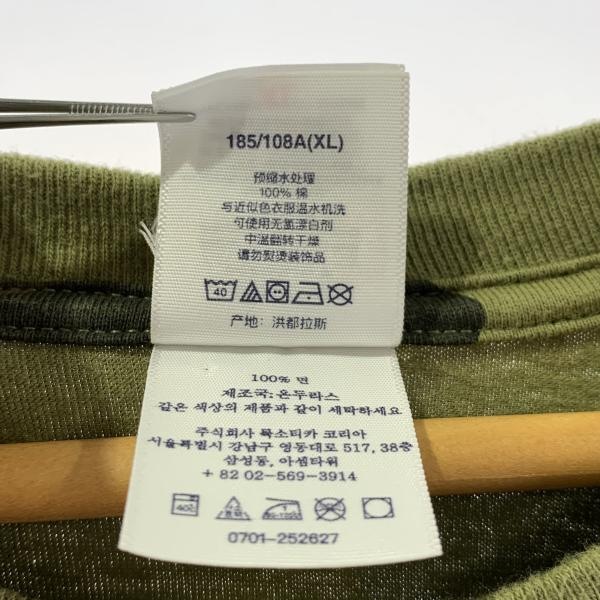 185/108A(XL)
预缩水处理
100% 棉
与近似色衣服温水机洗
可使用无氯漂白剂
中温翻转干燥
请勿熨烫装饰品
40
产地: 洪都拉斯
100% 면
제조국:온두라스
같은 색상의 제품과 같이 세탁하세요
주식회사 룩소티카 코리아
서울특별시 강남구 영동대로 517, 38층
삼성동, 아셈타워
+ 82 02-569-3914
40℃
0701-252627